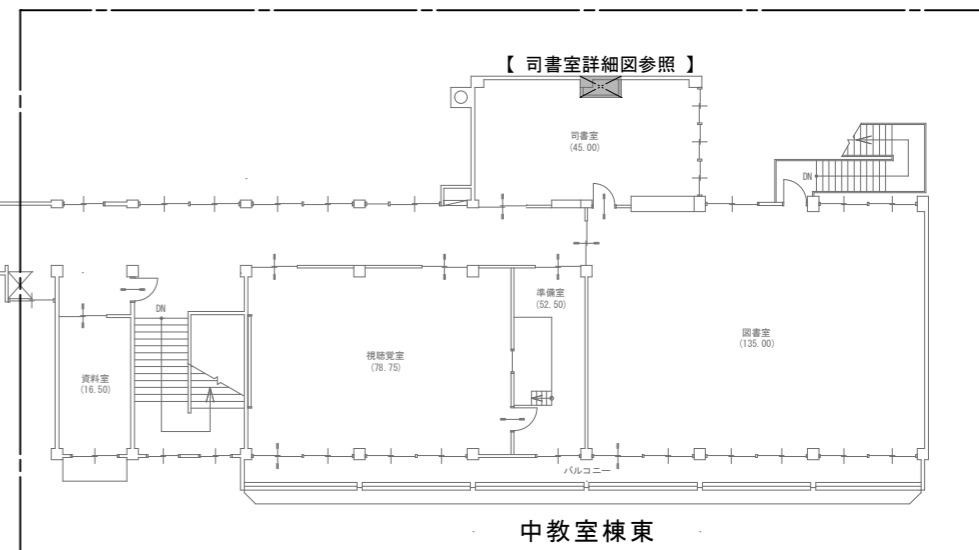 【 司書室詳細図参照 】
司書室
(45.00)
DN
準備室
(52.50)
DN
図書室
(135.00)
視聴覚室
(78.75)
資料室
(16.50)
バルコニー
中教室棟東